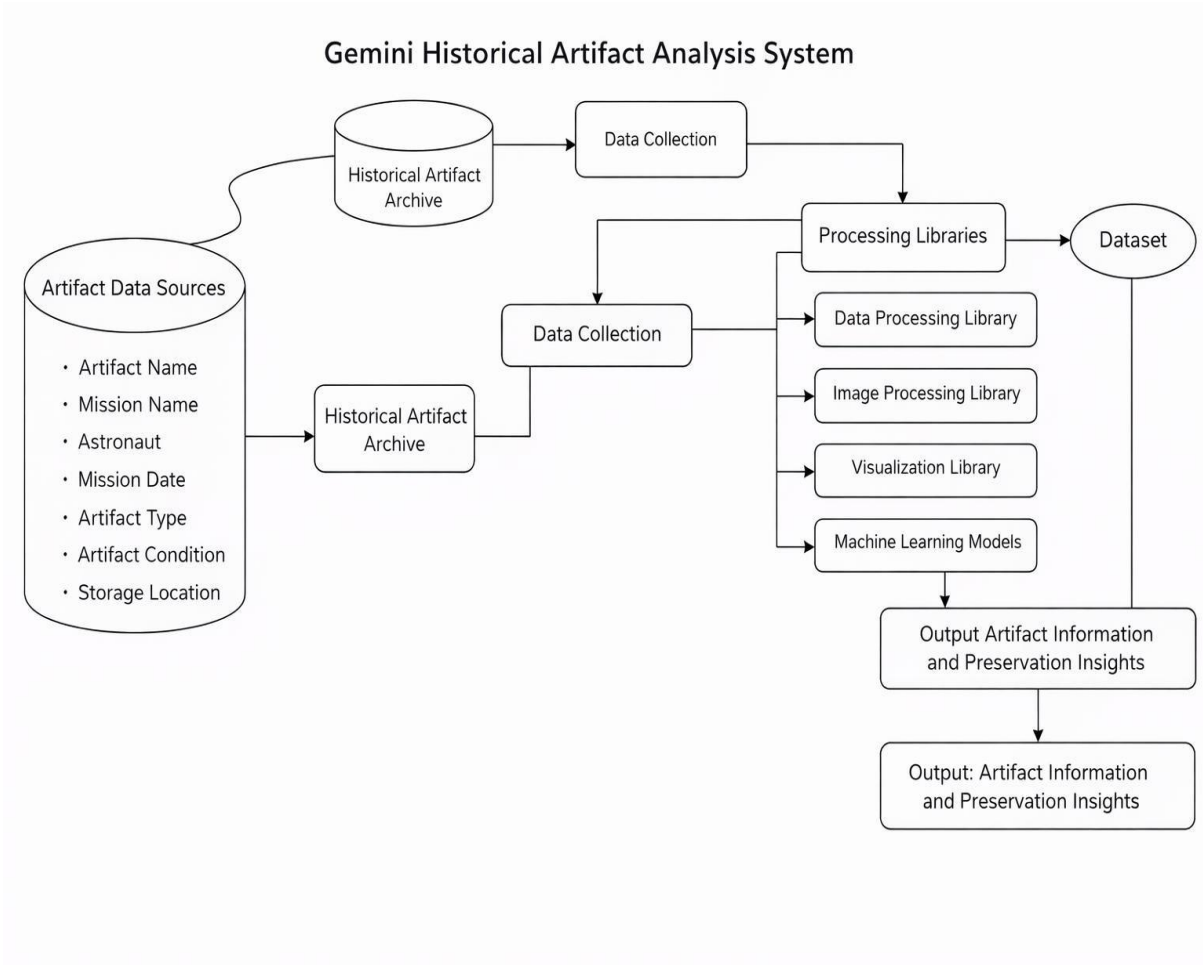 Gemini Historical Artifact Analysis System
Historical Artifact
Archive
Data Collection
Processing Libraries
Dataset
Artifact Data Sources
• Artifact Name
• Mission Name
• Astronaut
• Mission Date
• Artifact Type
• Artifact Condition
• Storage Location
Historical Artifact
Archive
Data Collection
Data Processing Library
Image Processing Library
Visualization Library
Machine Learning Models
Output Artifact Information
and Preservation Insights
Output: Artifact Information
and Preservation Insights